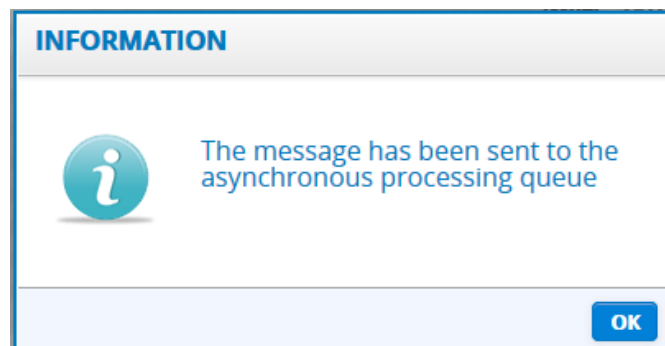 INFORMATION
The message has been sent to the
asynchronous processing queue
OK